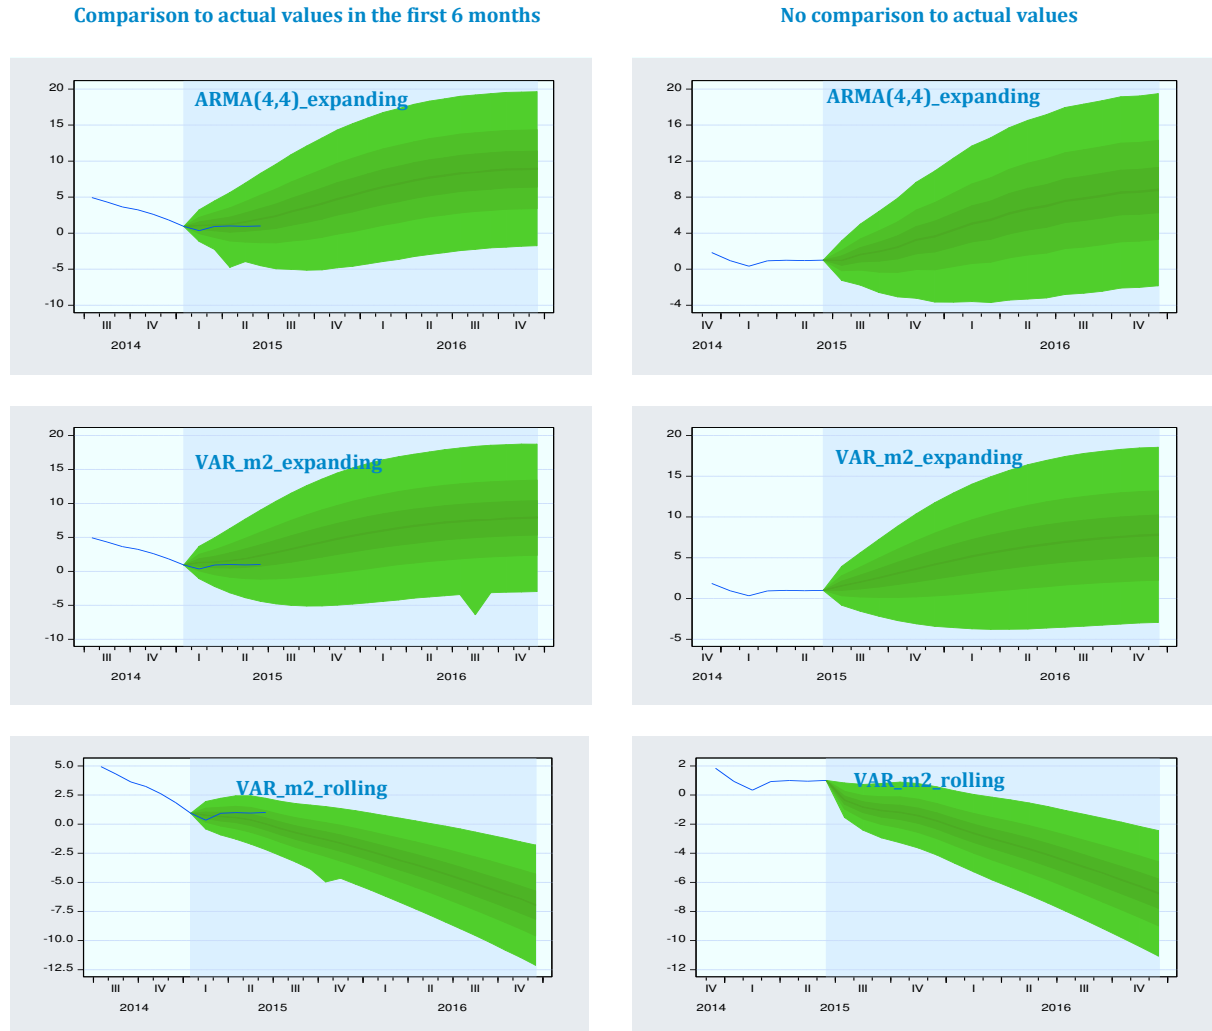 Comparison to actual values in the first 6 months
No comparison to actual values
ARMA(4,4)_expanding
20
15
10
5
0
-5
-10
III IV I II III IV I II III IV
2014 2015 2016
ARMA(4,4)_expanding
20
16
12
8
4
0
-4
IV I II III IV I II III IV
2014 2015 2016
VAR_m2_expanding
20
15
10
5
0
-5
-10
III IV I II III IV I II III IV
2014 2015 2016
VAR_m2_expanding
20
15
10
5
0
-5
IV I II III IV I II III IV
2014 2015 2016
VAR_m2_rolling
5.0
2.5
0.0
-2.5
-5.0
-7.5
-10.0
-12.5
III IV I II III IV I II III IV
2014 2015 2016
VAR_m2_rolling
2
0
-2
-4
-6
-8
-10
-12
IV I II III IV I II III IV
2014 2015 2016